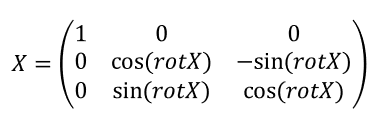 1 0 0
X = 0 cos(rotX) −sin(rotX)
0 sin(rotX) cos(rotX)